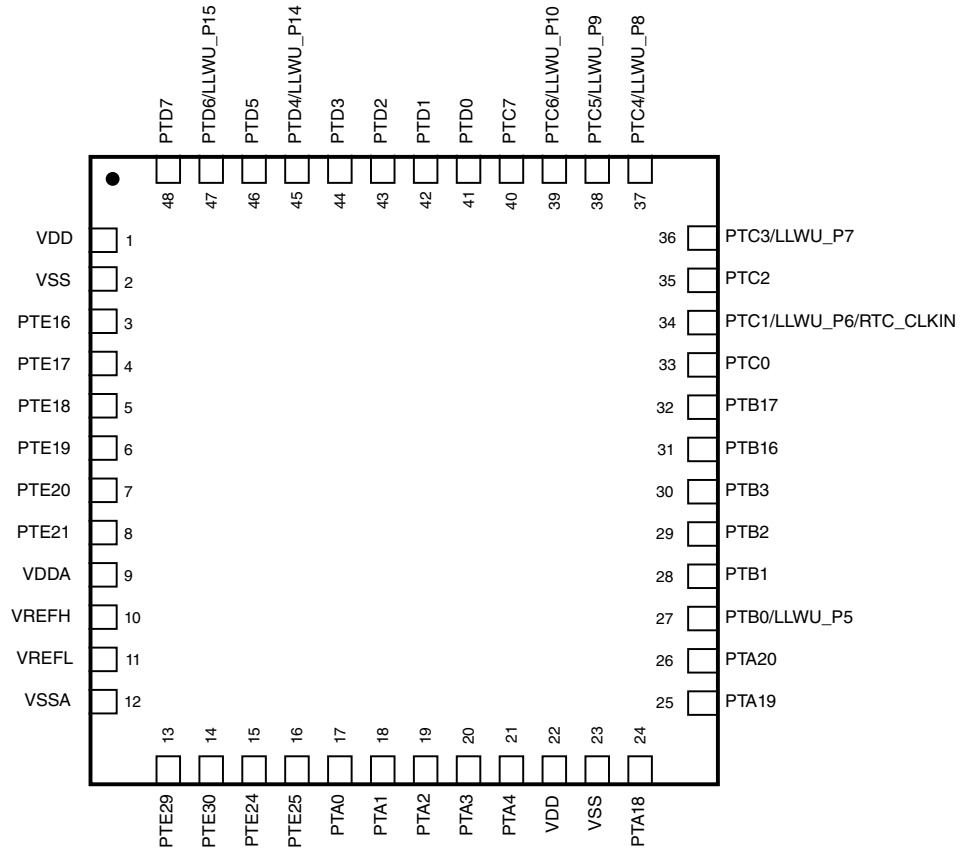 PTD7
PTD6/LLWU_P15
PTD5
PTD4/LLWU_P14
PTD3
PTD2
PTD1
PTD0
PTC7
PTC6/LLWU_P10
PTC5/LLWU_P9
PTC4/LLWU_P8
48
47
46
45
44
43
42
41
40
39
38
37
VDD 1
36 PTC3/LLWU_P7
VSS 2
35 PTC2
PTE16 3
34 PTC1/LLWU_P6/RTC_CLKIN
PTE17 4
33 PTC0
PTE18 5
32 PTB17
PTE19 6
31 PTB16
PTE20 7
30 PTB3
PTE21 8
29 PTB2
VDDA 9
28 PTB1
VREFH 10
27 PTB0/LLWU_P5
VREFL 11
26 PTA20
VSSA 12
25 PTA19
13
14
15
16
17
18
19
20
21
22
23
24
PTE29
PTE30
PTE24
PTE25
PTA0
PTA1
PTA2
PTA3
PTA4
VDD
VSS
PTA18